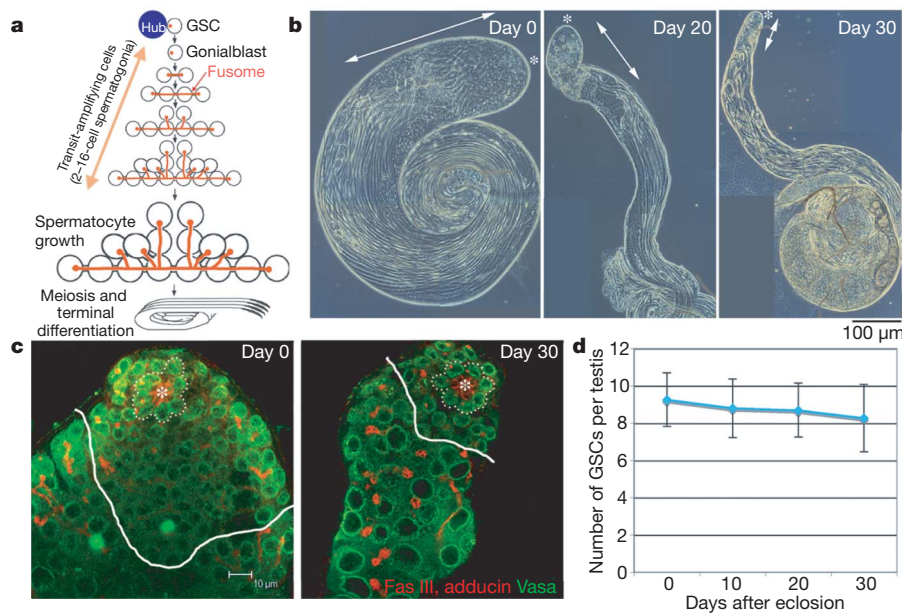 a
Hub
GSC
Gonialblast
Fusome
Transit-amplifying cells
(2–16-cell spermatogonia)
Spermatocyte
growth
Meiosis and
terminal
differentiation
b
Day 0
*
Day 20
*
Day 30
*
100 µm
c
Day 0
*
10 µm
Day 30
*
Fas III, adducin Vasa
d
Number of GSCs per testis
12
10
8
6
4
2
0
0 10 20 30
Days after eclosion